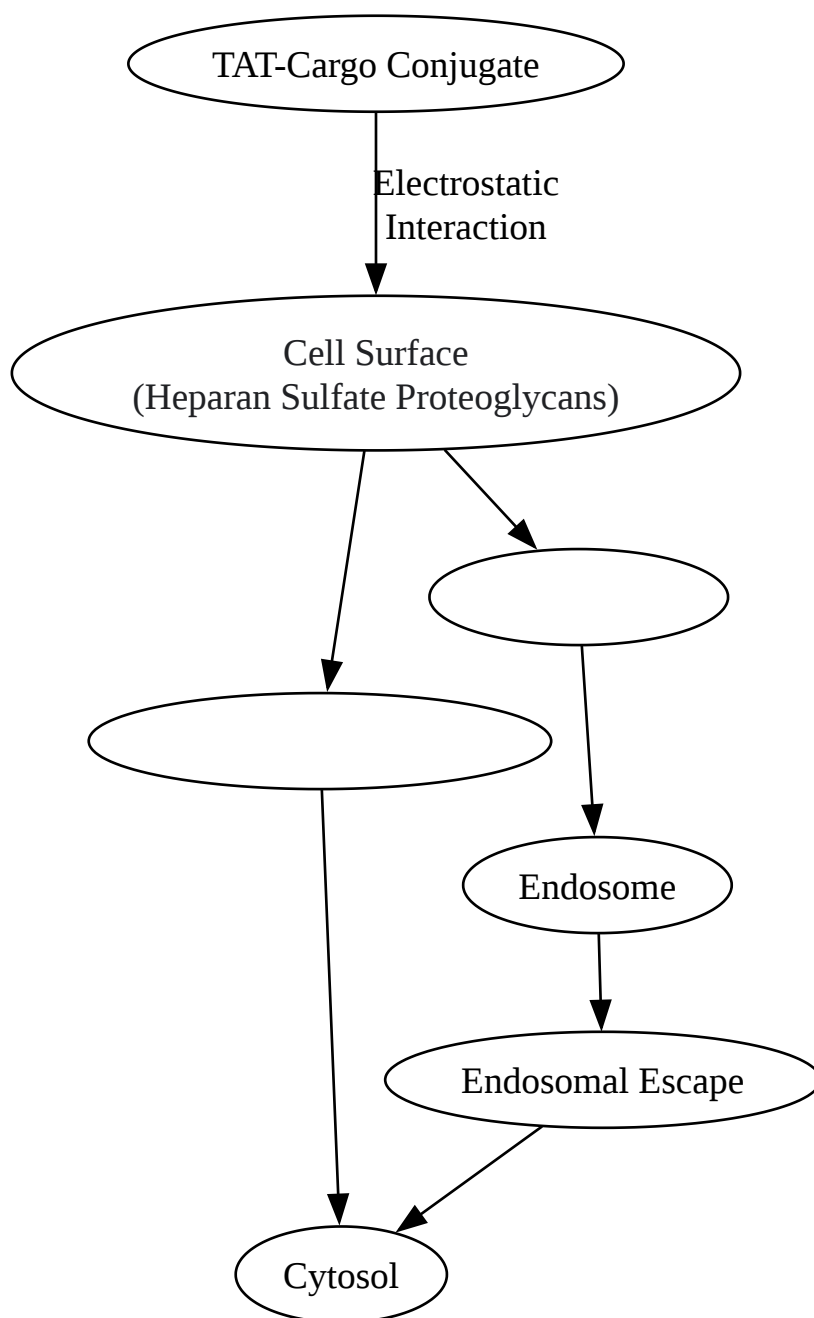 TAT-Cargo Conjugate
Electrostatic
Interaction
Cell Surface
(Heparan Sulfate Proteoglycans)
Endosome
Endosomal Escape
Cytosol